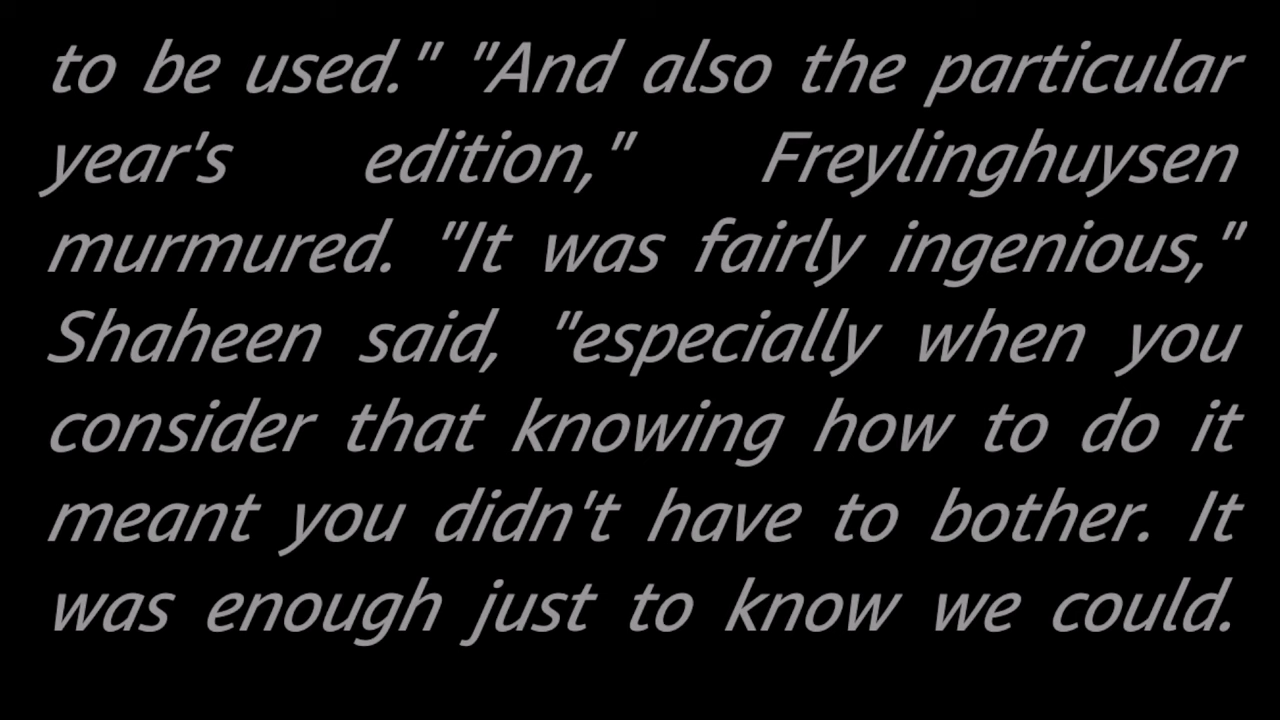 to be used." "And also the particular
year's edition," Freylinghuysen
murmured. "It was fairly ingenious,"
Shaheen said, "especially when you
consider that knowing how to do it
meant you didn't have to bother. It
was enough just to know we could.